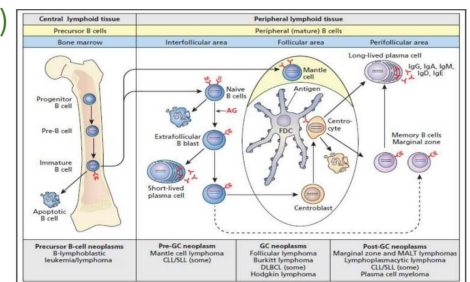 )
Central lymphoid tissue
Peripheral lymphoid tissue
Precursor B cells
Peripheral (mature) B cells
Bone marrow
Interfollicular area
Follicular area
Perifollicular area
Progenitor
B cell
Pre-B cell
Immature
B cell
Apoptotic
B cell
Naive
B cells
AG
Extrafollicular
B blast
Short-lived
plasma cell
Mantle
cell
Antigen
FDC
Centro-
cyte
Centroblast
Long-lived plasma cell
IgG, IgA, IgM,
IgD, IgE
Memory B cells
Marginal zone
Precursor B-cell neoplasms
B-lymphoblastic
leukemia/lymphoma
Pre-GC neoplasm
Mantle cell lymphoma
CLL/SLL (some)
GC neoplasms
Follicular lymphoma
Burkitt lymphoma
DLBCL (some)
Hodgkin lymphoma
Post-GC neoplasms
Marginal zone and MALT lymphomas
Lymphoplasmacytic lymphoma
CLL/SLL (some)
Plasma cell myeloma